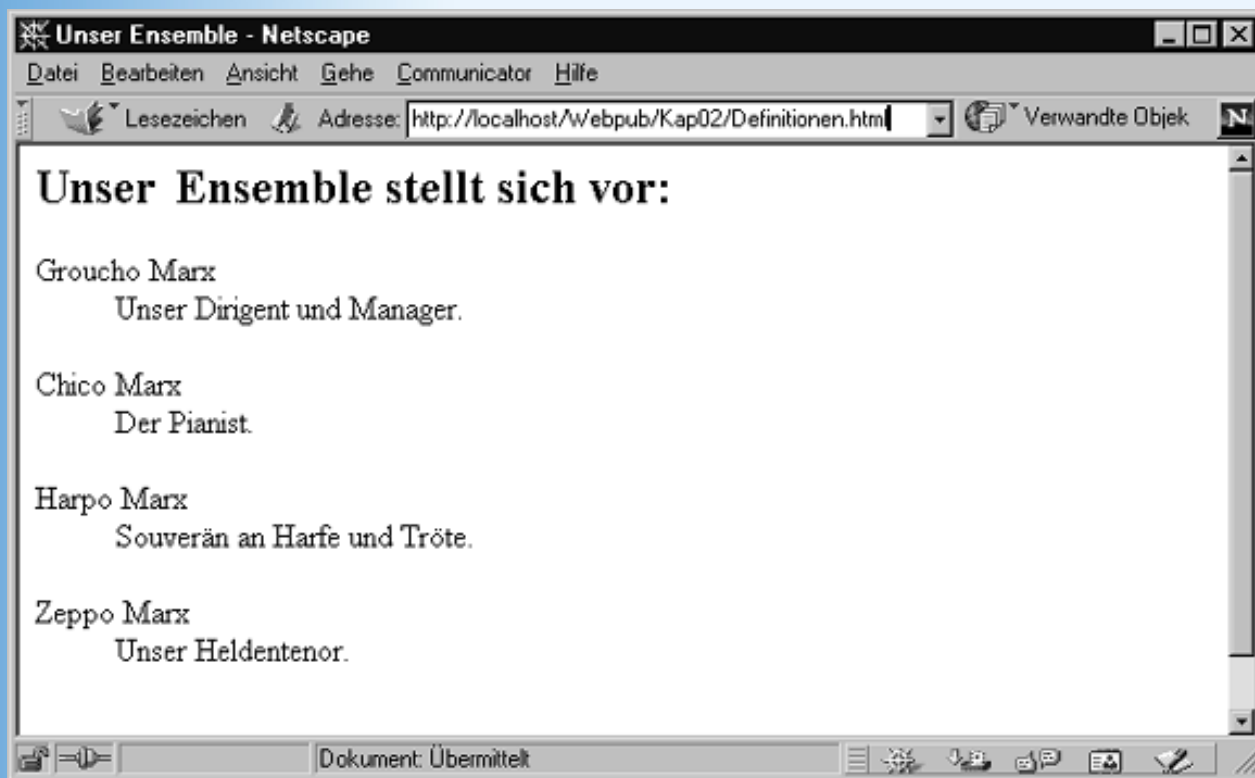 Unser Ensemble - Netscape
Datei Bearbeiten Ansicht Gehe Communicator Hilfe
Lesezeichen Adresse: http://localhost/Webpub/Kap02/Definitionen.html Verwandte Objek N
Unser Ensemble stellt sich vor:
Groucho Marx
Unser Dirigent und Manager.
Chico Marx
Der Pianist.
Harpo Marx
Souverän an Harfe und Tröte.
Zeppo Marx
Unser Heldentenor.
Dokument: Übermittelt